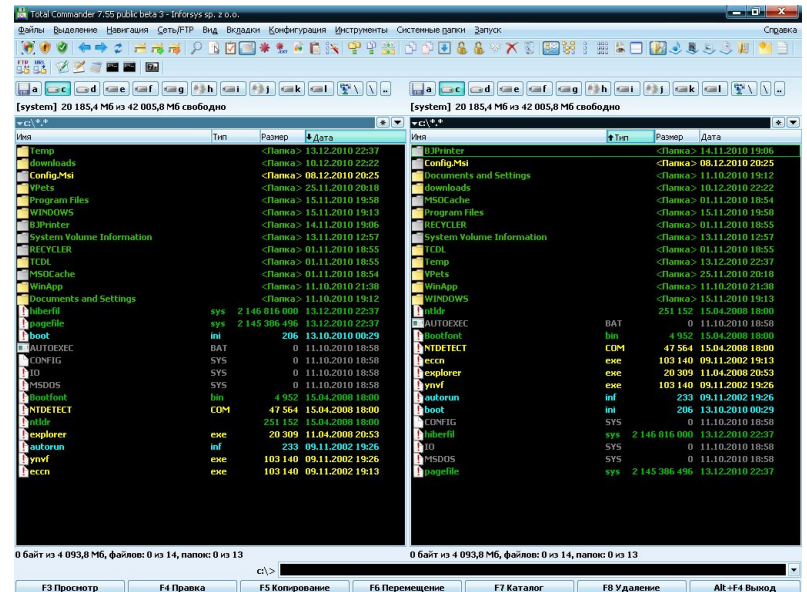 Total Commander 7.55 public beta 3 - Inforsys sp. z o.o.
Файлы Выделение Навигация Сеть/FTP Вид Вкладки Конфигурация Инструменты Системные папки Запуск Справка
a c d e f g h i j k l \ \ .. a c d e f g h i j k l \ \ ..
[system] 20 185,4 Мб из 42 005,8 Мб свободно [system] 20 185,4 Мб из 42 005,8 Мб свободно
c:\*.* * c:\*.* *
Имя Тип Размер Дата Имя Тип Размер Дата
Temp <Папка> 13.12.2010 22:37 BJPrinter <Папка> 14.11.2010 19:06
downloads <Папка> 10.12.2010 22:22 Config.Msi <Папка> 08.12.2010 20:25
Config.Msi <Папка> 08.12.2010 20:25 Documents and Settings <Папка> 11.10.2010 19:12
VPets <Папка> 25.11.2010 20:18 downloads <Папка> 10.12.2010 22:22
Program Files <Папка> 15.11.2010 19:58 MSOCache <Папка> 01.11.2010 18:54
WINDOWS <Папка> 15.11.2010 19:13 Program Files <Папка> 15.11.2010 19:58
BJPrinter <Папка> 14.11.2010 19:06 RECYCLER <Папка> 01.11.2010 18:55
System Volume Information <Папка> 13.11.2010 12:57 System Volume Information <Папка> 13.11.2010 12:57
RECYCLER <Папка> 01.11.2010 18:55 TCDL <Папка> 01.11.2010 18:55
TCDL <Папка> 01.11.2010 18:55 Temp <Папка> 13.12.2010 22:37
MSOCache <Папка> 01.11.2010 18:54 VPets <Папка> 25.11.2010 20:18
WinApp <Папка> 11.10.2010 21:38 WinApp <Папка> 11.10.2010 21:38
Documents and Settings <Папка> 11.10.2010 19:12 WINDOWS <Папка> 15.11.2010 19:13
hiberfil sys 2 146 816 000 13.12.2010 22:37 ntldr 251 152 15.04.2008 18:00
pagefile sys 2 145 386 496 13.12.2010 22:37 AUTOEXEC BAT 0 11.10.2010 18:58
boot ini 206 13.10.2010 00:29 Bootfont bin 4 952 15.04.2008 18:00
AUTOEXEC BAT 0 11.10.2010 18:58 NTDETECT COM 47 564 15.04.2008 18:00
CONFIG SYS 0 11.10.2010 18:58 eccn exe 103 140 09.11.2002 19:13
IO SYS 0 11.10.2010 18:58 explorer exe 20 309 11.04.2008 20:53
MSDOS SYS 0 11.10.2010 18:58 ynvf exe 103 140 09.11.2002 19:26
Bootfont bin 4 952 15.04.2008 18:00 autorun inf 233 09.11.2002 19:26
NTDETECT COM 47 564 15.04.2008 18:00 boot ini 206 13.10.2010 00:29
ntldr 251 152 15.04.2008 18:00 CONFIG SYS 0 11.10.2010 18:58
explorer exe 20 309 11.04.2008 20:53 hiberfil sys 2 146 816 000 13.12.2010 22:37
autorun inf 233 09.11.2002 19:26 IO SYS 0 11.10.2010 18:58
ynvf exe 103 140 09.11.2002 19:26 MSDOS SYS 0 11.10.2010 18:58
eccn exe 103 140 09.11.2002 19:13 pagefile sys 2 145 386 496 13.12.2010 22:37
0 байт из 4 093,8 Мб, файлов: 0 из 14, папок: 0 из 13 0 байт из 4 093,8 Мб, файлов: 0 из 14, папок: 0 из 13
c:\>
F3 Просмотр F4 Правка F5 Копирование F6 Перемещение F7 Каталог F8 Удаление Alt+F4 Выход